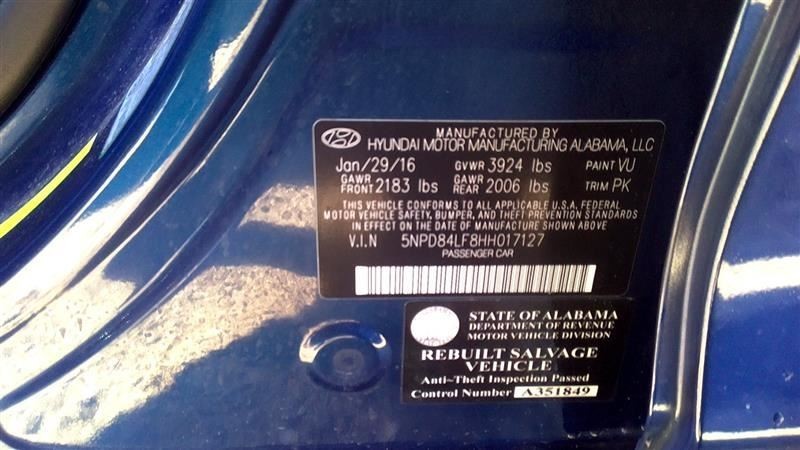 MANUFACTURED BY
HYUNDAI MOTOR MANUFACTURING ALABAMA, LLC
Jan/29/16 GVWR 3924 lbs PAINT VU
GAWR FRONT 2183 lbs GAWR REAR 2006 lbs TRIM PK
THIS VEHICLE CONFORMS TO ALL APPLICABLE U.S.A. FEDERAL
MOTOR VEHICLE SAFETY, BUMPER, AND THEFT PREVENTION STANDARDS
IN EFFECT ON THE DATE OF MANUFACTURE SHOWN ABOVE
V.I.N 5NPD84LF8HH017127
PASSENGER CAR
STATE OF ALABAMA
DEPARTMENT OF REVENUE
MOTOR VEHICLE DIVISION
REBUILT SALVAGE
VEHICLE
Anti~Theft Inspection Passed
Control Number A351849